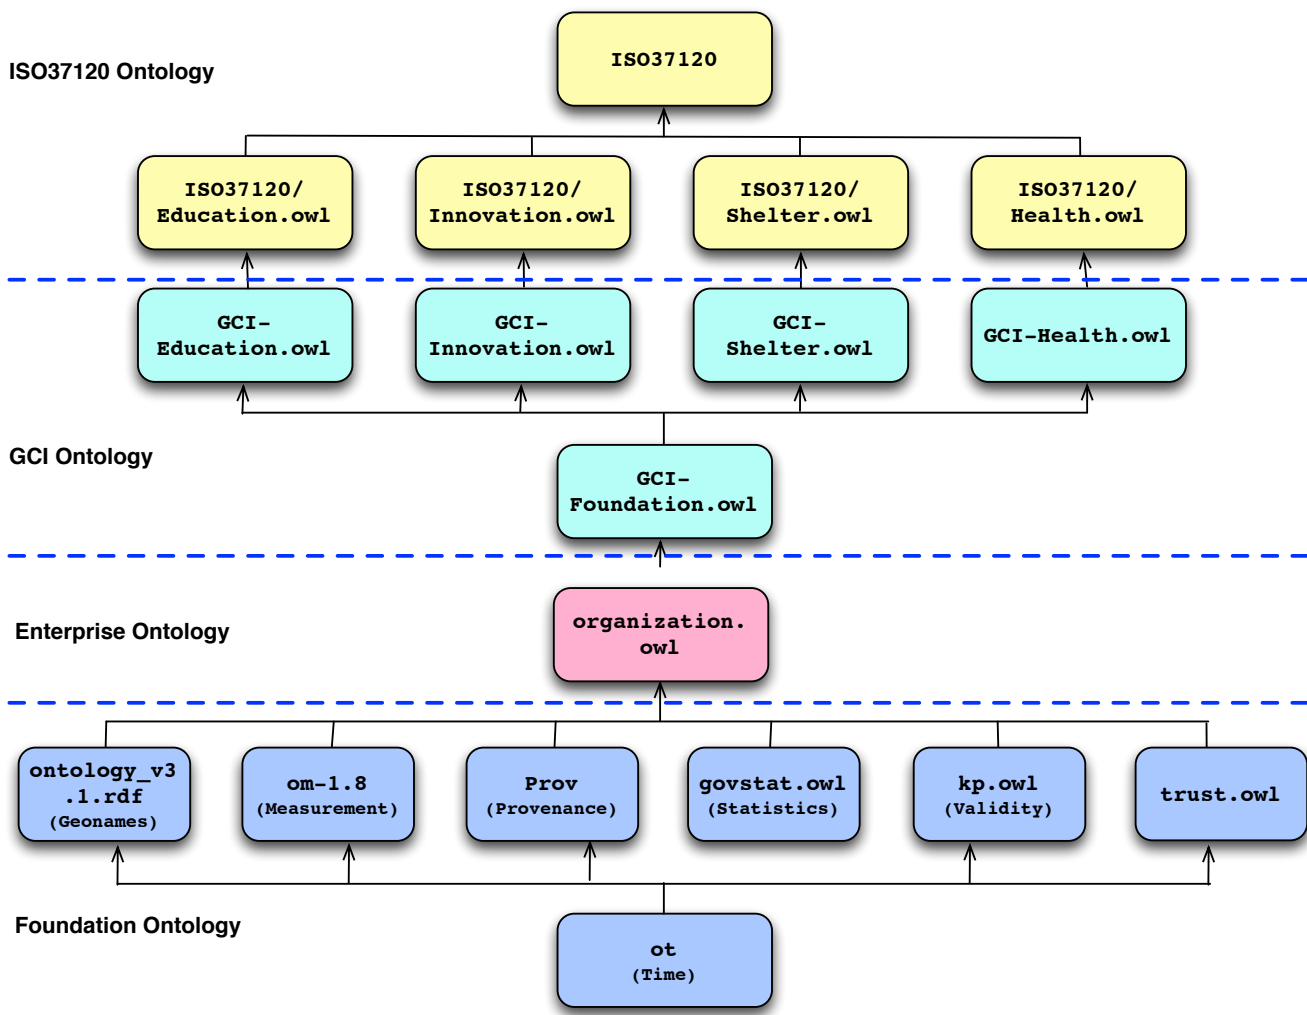 ISO37120
ISO37120 Ontology
ISO37120/
Education.owl
ISO37120/
Innovation.owl
ISO37120/
Shelter.owl
ISO37120/
Health.owl
GCI-
Education.owl
GCI-
Innovation.owl
GCI-
Shelter.owl
GCI-Health.owl
GCI Ontology
GCI-
Foundation.owl
Enterprise Ontology
organization.
owl
ontology_v3
.1.rdf
(Geonames)
om-1.8
(Measurement)
Prov
(Provenance)
govstat.owl
(Statistics)
kp.owl
(Validity)
trust.owl
Foundation Ontology
ot
(Time)